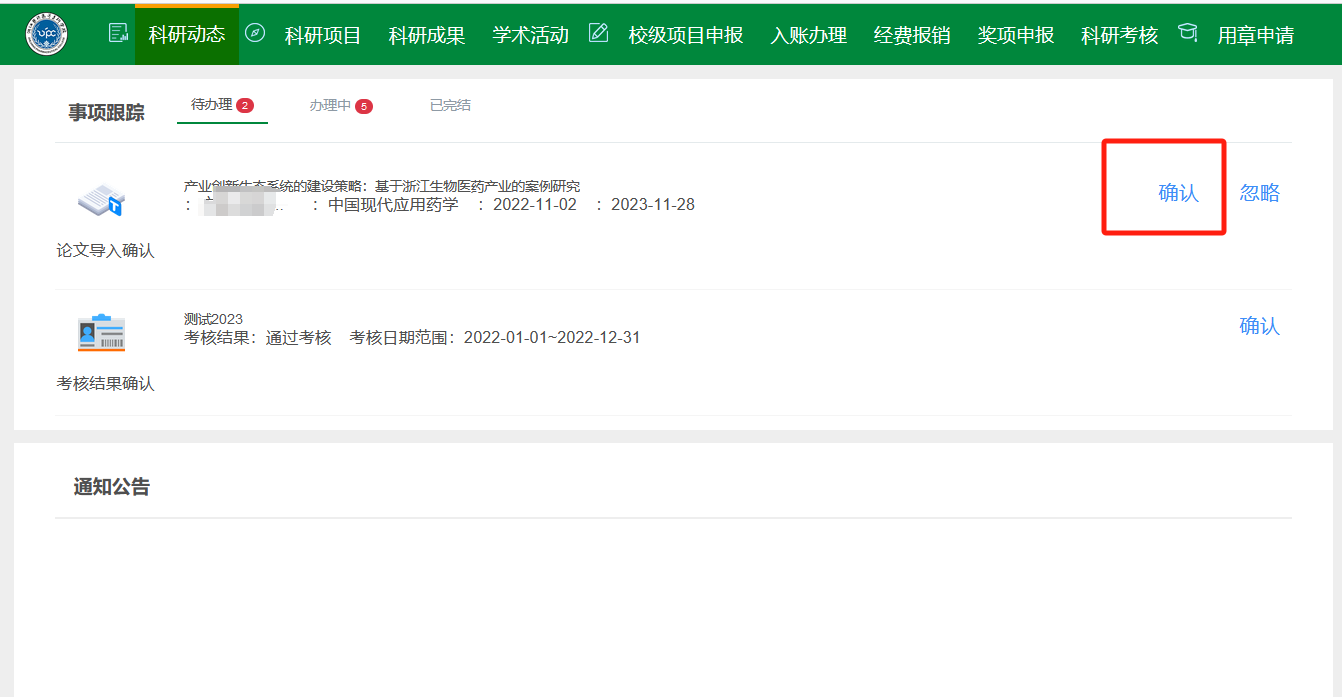 科研动态 科研项目 科研成果 学术活动 校级项目申报 入账办理 经费报销 奖项申报 科研考核 用章申请
事项跟踪 待办理 2 办理中 5 已完结
产业创新生态系统的建设策略：基于浙江生物医药产业的案例研究
： .. ：中国现代应用药学 ：2022-11-02 ：2023-11-28
确认 忽略
论文导入确认
测试2023
考核结果：通过考核 考核日期范围：2022-01-01~2022-12-31
确认
考核结果确认
通知公告